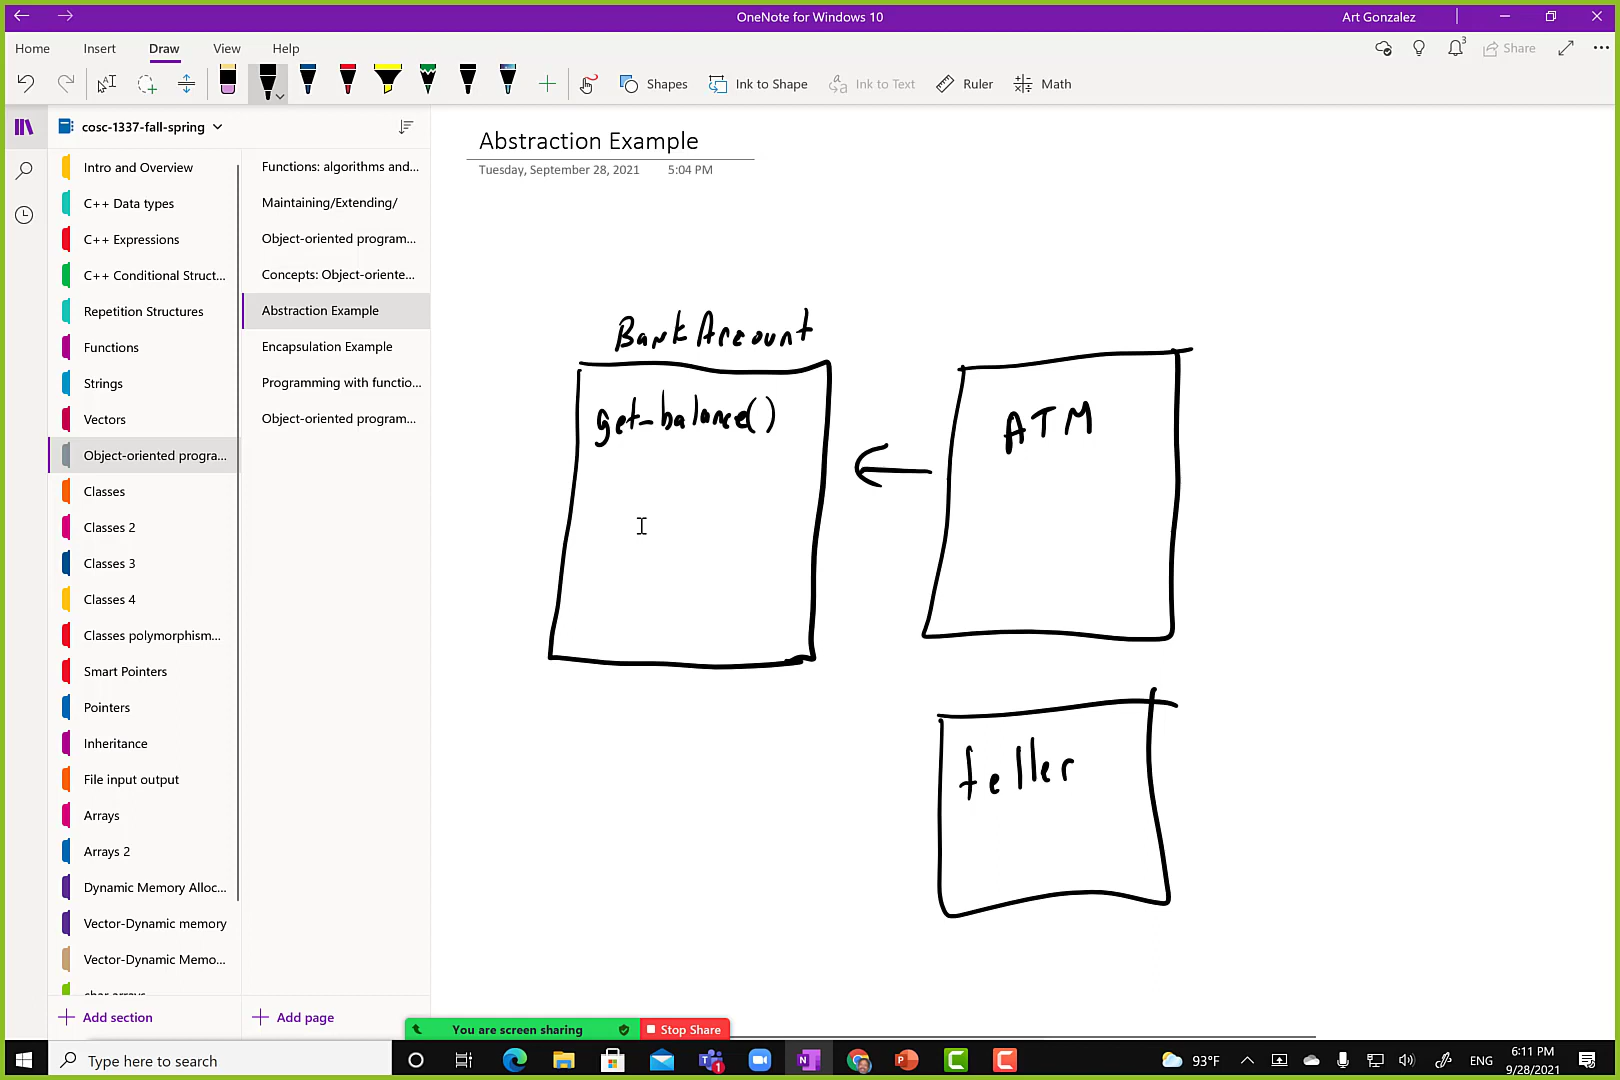 OneNote for Windows 10
Art Gonzalez
Home Insert Draw View Help
3
Share
Shapes Ink to Shape Ink to Text Ruler Math
cosc-1337-fall-spring
Intro and Overview
C++ Data types
C++ Expressions
C++ Conditional Struct...
Repetition Structures
Functions
Strings
Vectors
Object-oriented progra...
Classes
Classes 2
Classes 3
Classes 4
Classes polymorphism...
Smart Pointers
Pointers
Inheritance
File input output
Arrays
Arrays 2
Dynamic Memory Alloc...
Vector-Dynamic memory
Vector-Dynamic Memo...
char arrays
Add section
Functions: algorithms and...
Maintaining/Extending/
Object-oriented program...
Concepts: Object-oriente...
Abstraction Example
Encapsulation Example
Programming with functio...
Object-oriented program...
Add page
Abstraction Example
Tuesday, September 28, 2021 5:04 PM
BankAccount
get_balance()
ATM
teller
You are screen sharing
Stop Share
Type here to search
1
93°F
ENG
6:11 PM
9/28/2021